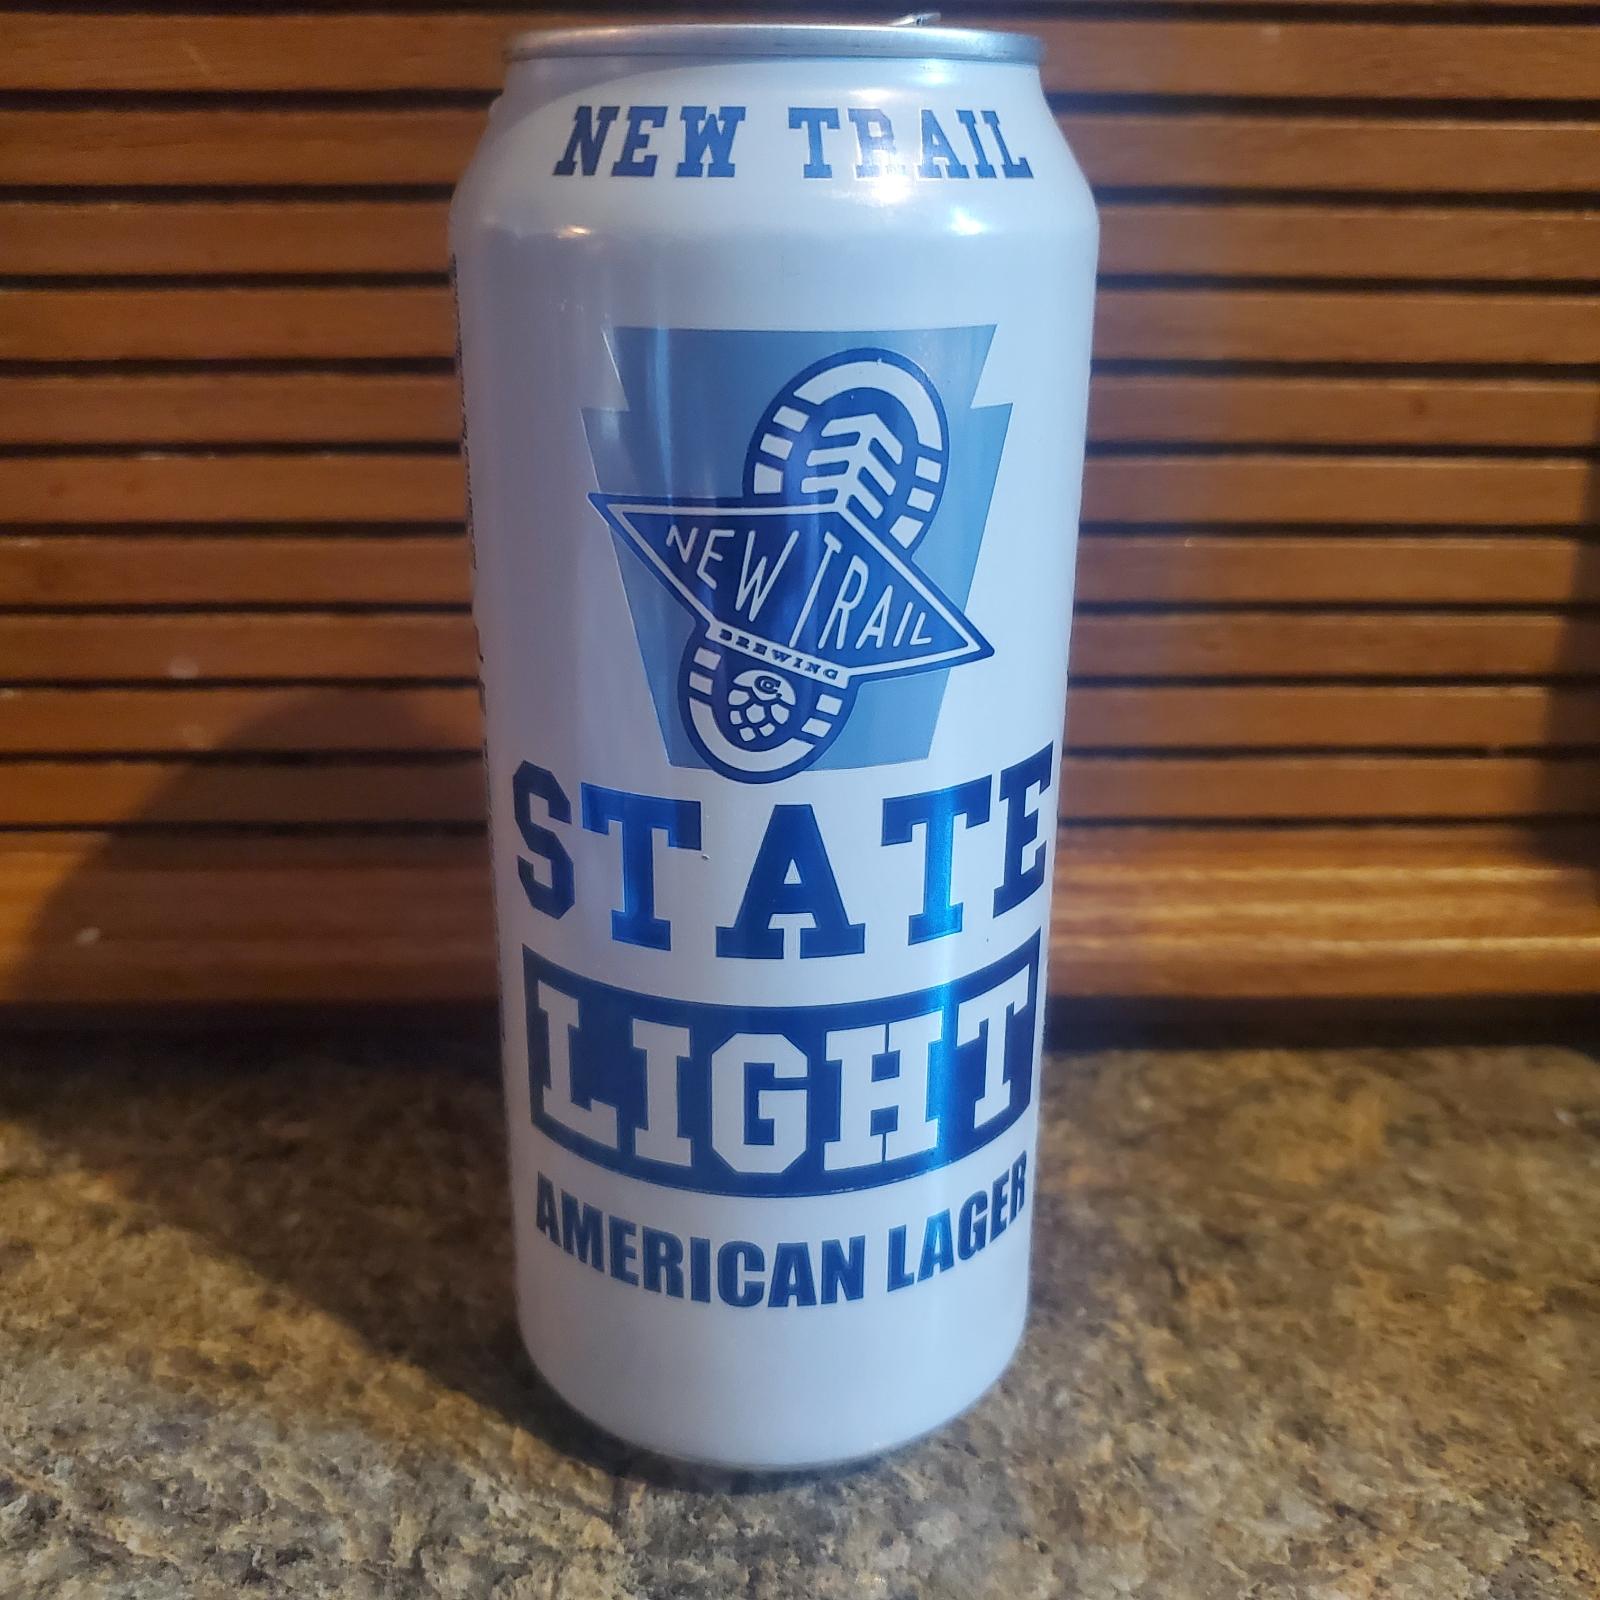 NEW TRAIL
NEW TRAIL
BREWING
C.
STATE
LIGHT
AMERICAN LAGER